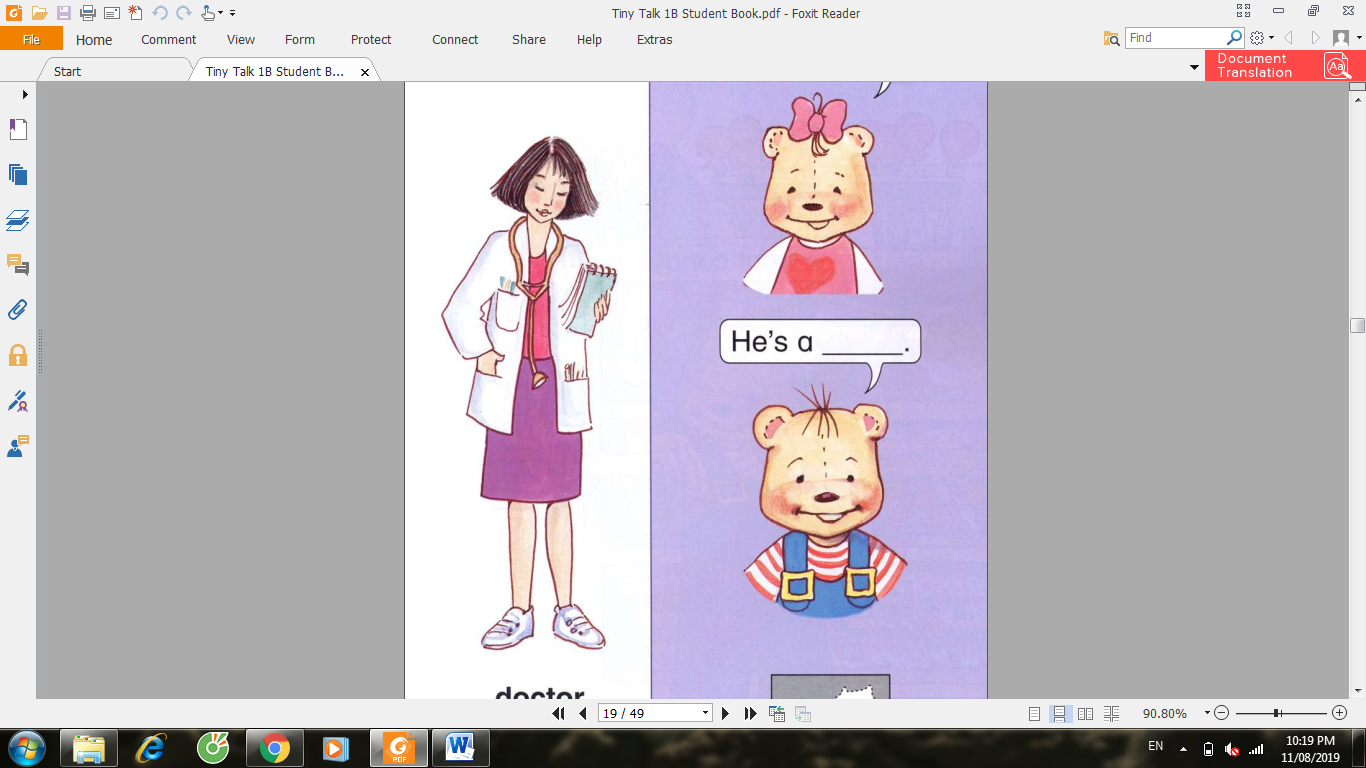 Tiny Talk 1B Student Book.pdf - Foxit Reader
File Home Comment View Form Protect Connect Share Help Extras
Find
Start
Tiny Talk 1B Student B...
Document
Translation
Aa
He's a ______.
doctor
19 / 49
90.80%
PDF
W
EN
10:19 PM
11/08/2019